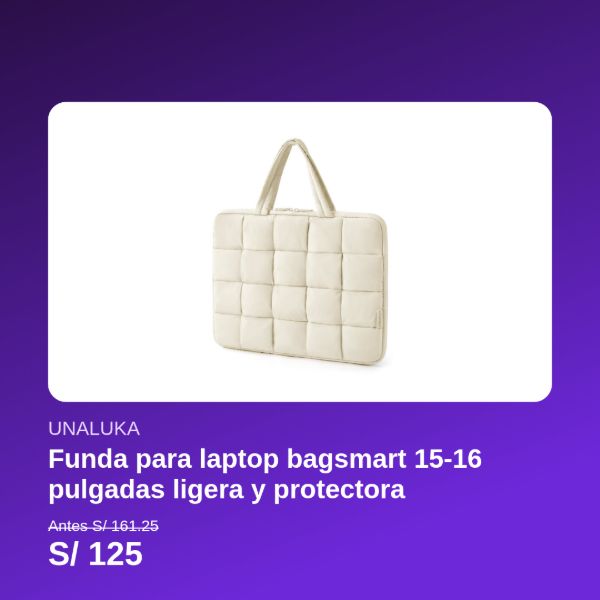 UNALUKA
Funda para laptop bagsmart 15-16
pulgadas ligera y protectora
Antes S/ 161.25
S/ 125